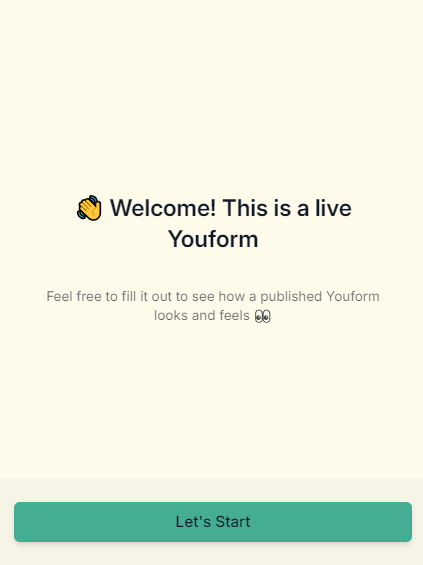 👋 Welcome! This is a live
Youform
Feel free to fill it out to see how a published Youform
looks and feels 👀
Let's Start